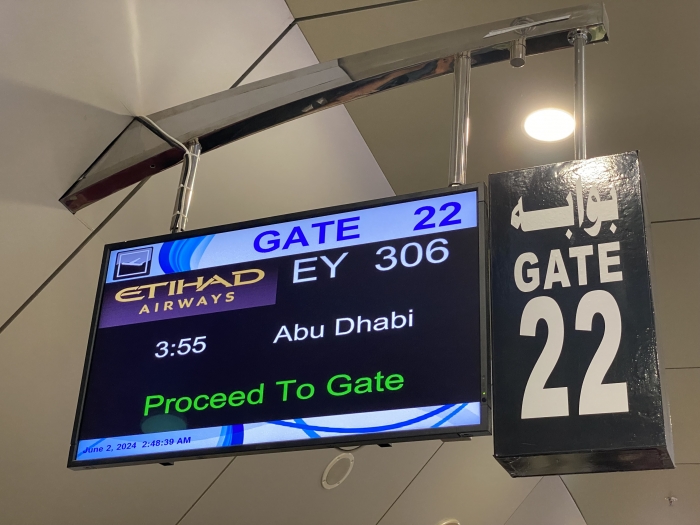 GATE 22
ETIHAD
AIRWAYS
EY 306
3:55
Abu Dhabi
Proceed To Gate
June 2, 2024 2:48:39 AM
بوابة
GATE
22